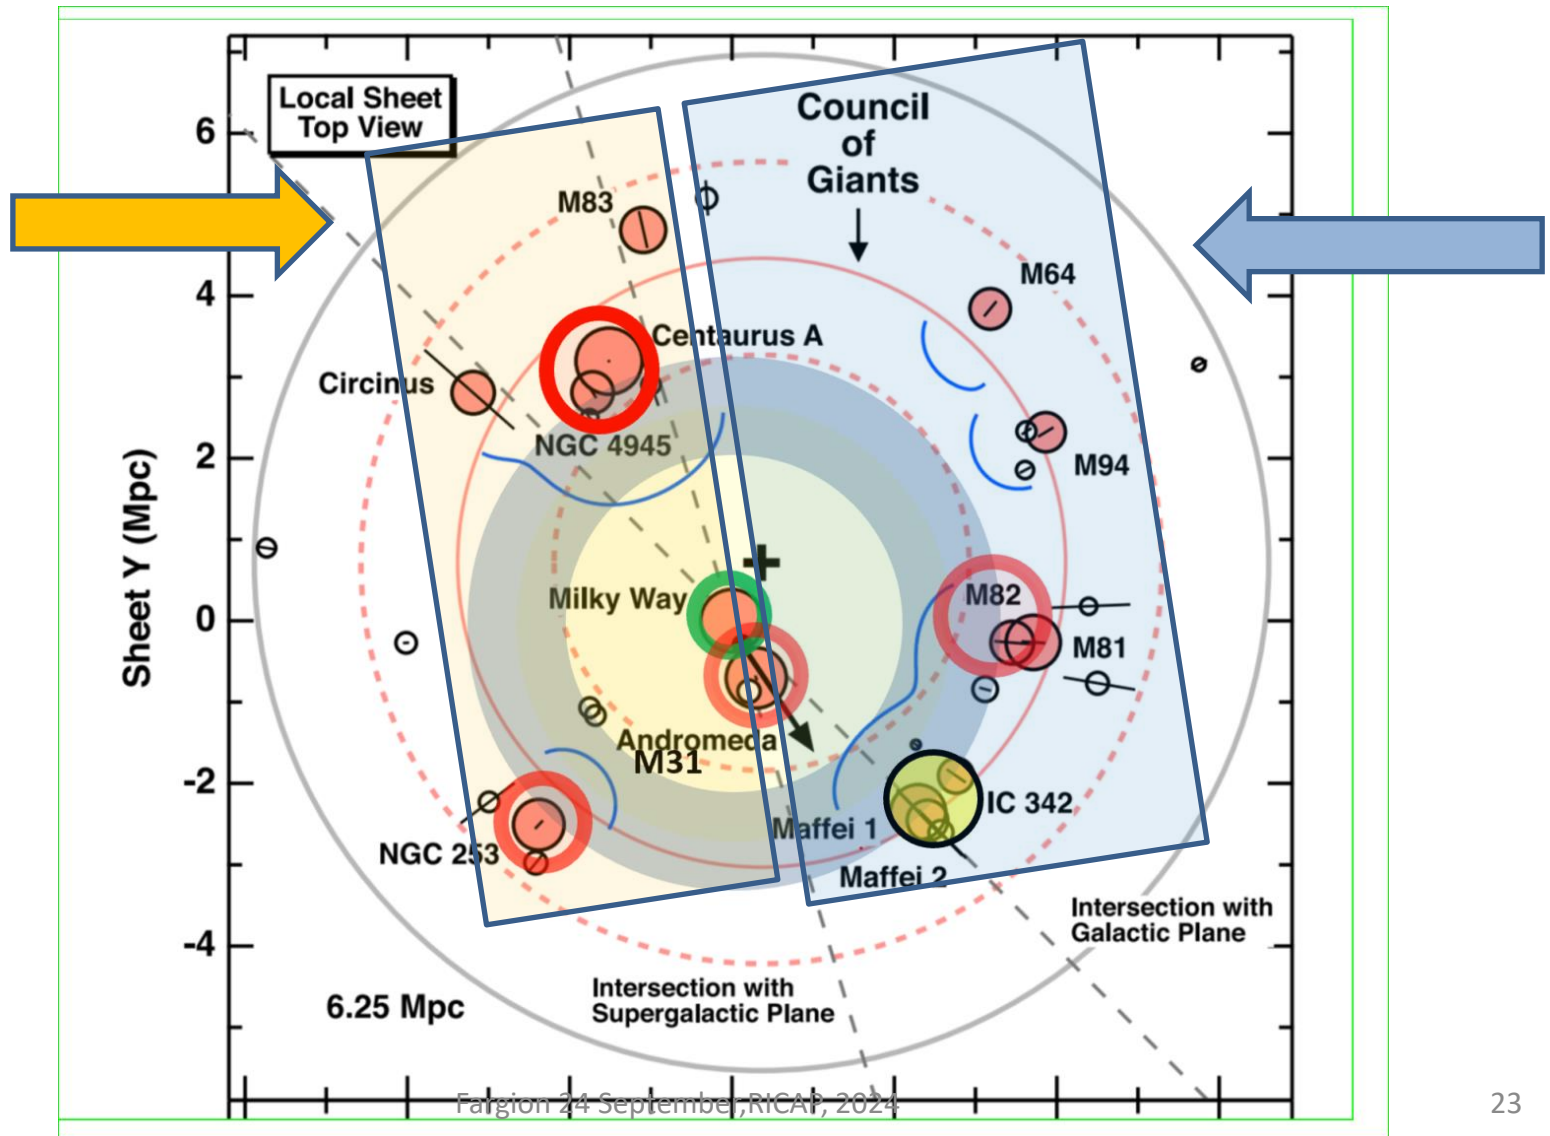 Local Sheet
Top View
Council
of
Giants
6
M83
M64
4
Centaurus A
Circinus
NGC 4945
M94
2
Sheet Y (Mpc)
Milky Way
M82
0
M81
Andromeda
M31
-2
IC 342
Maffei 1
NGC 253
Maffei 2
Intersection with
Galactic Plane
-4
Intersection with
Supergalactic Plane
6.25 Mpc
Fargion 24 September,RICAP, 2024
23